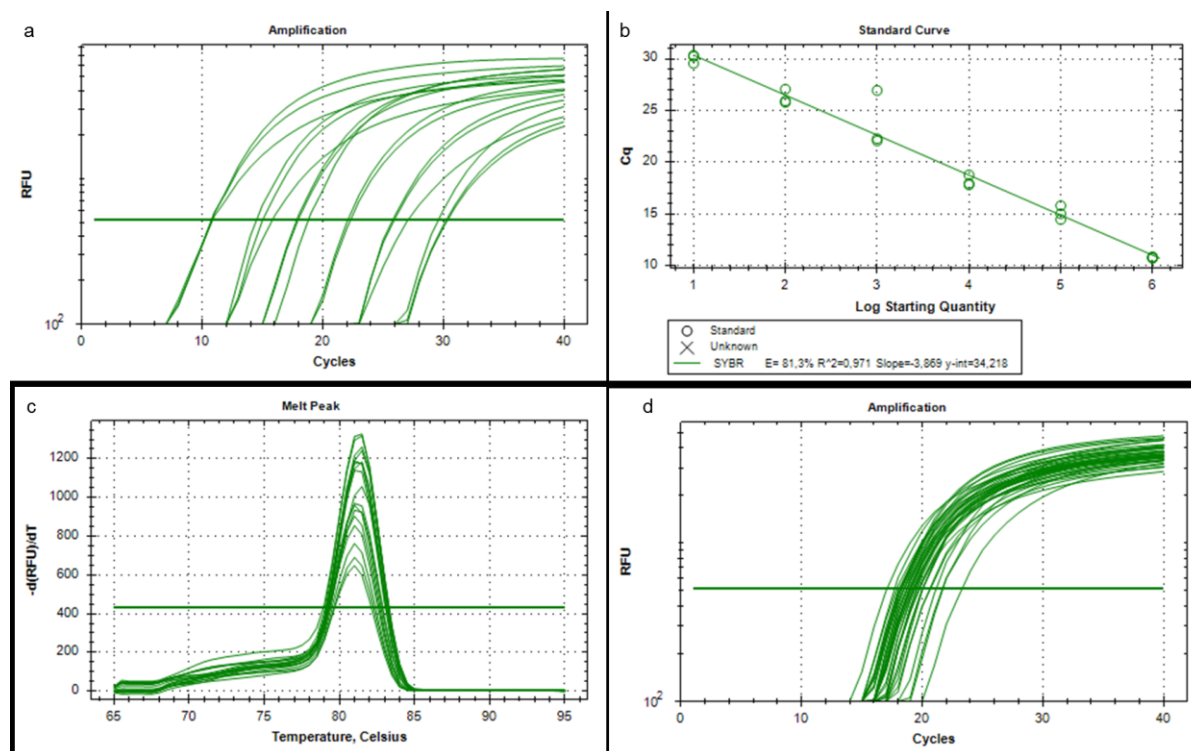 a
Amplification
RFU
10²
0 10 20 30 40
Cycles
b
Standard Curve
Cq
30
25
20
15
10
1 2 3 4 5 6
Log Starting Quantity
Standard
Unknown
SYBR E= 81,3% R^2=0,971 Slope=-3,869 y-int=34,218
c
Melt Peak
-d(RFU)/dT
1200
1000
800
600
400
200
0
65 70 75 80 85 90 95
Temperature, Celsius
d
Amplification
RFU
10²
0 10 20 30 40
Cycles